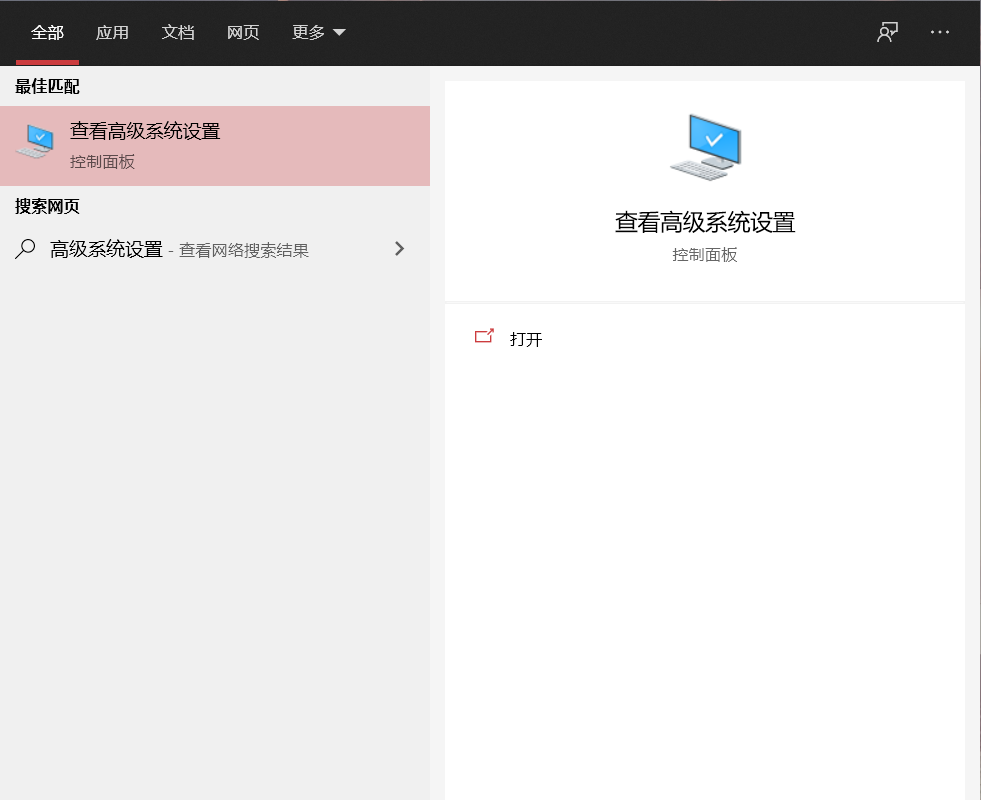 全部 应用 文档 网页 更多
最佳匹配
查看高级系统设置
控制面板
搜索网页
高级系统设置 - 查看网络搜索结果
查看高级系统设置
控制面板
打开